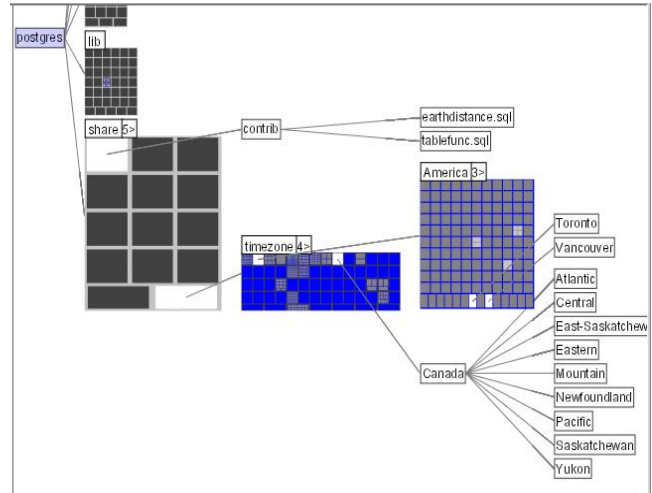 postgres
lib
share 5>
contrib
earthdistance.sql
tablefunc.sql
America 3>
timezone 4>
Toronto
Vancouver
Atlantic
Central
East-Saskatchew
Eastern
Canada
Mountain
Newfoundland
Pacific
Saskatchewan
Yukon